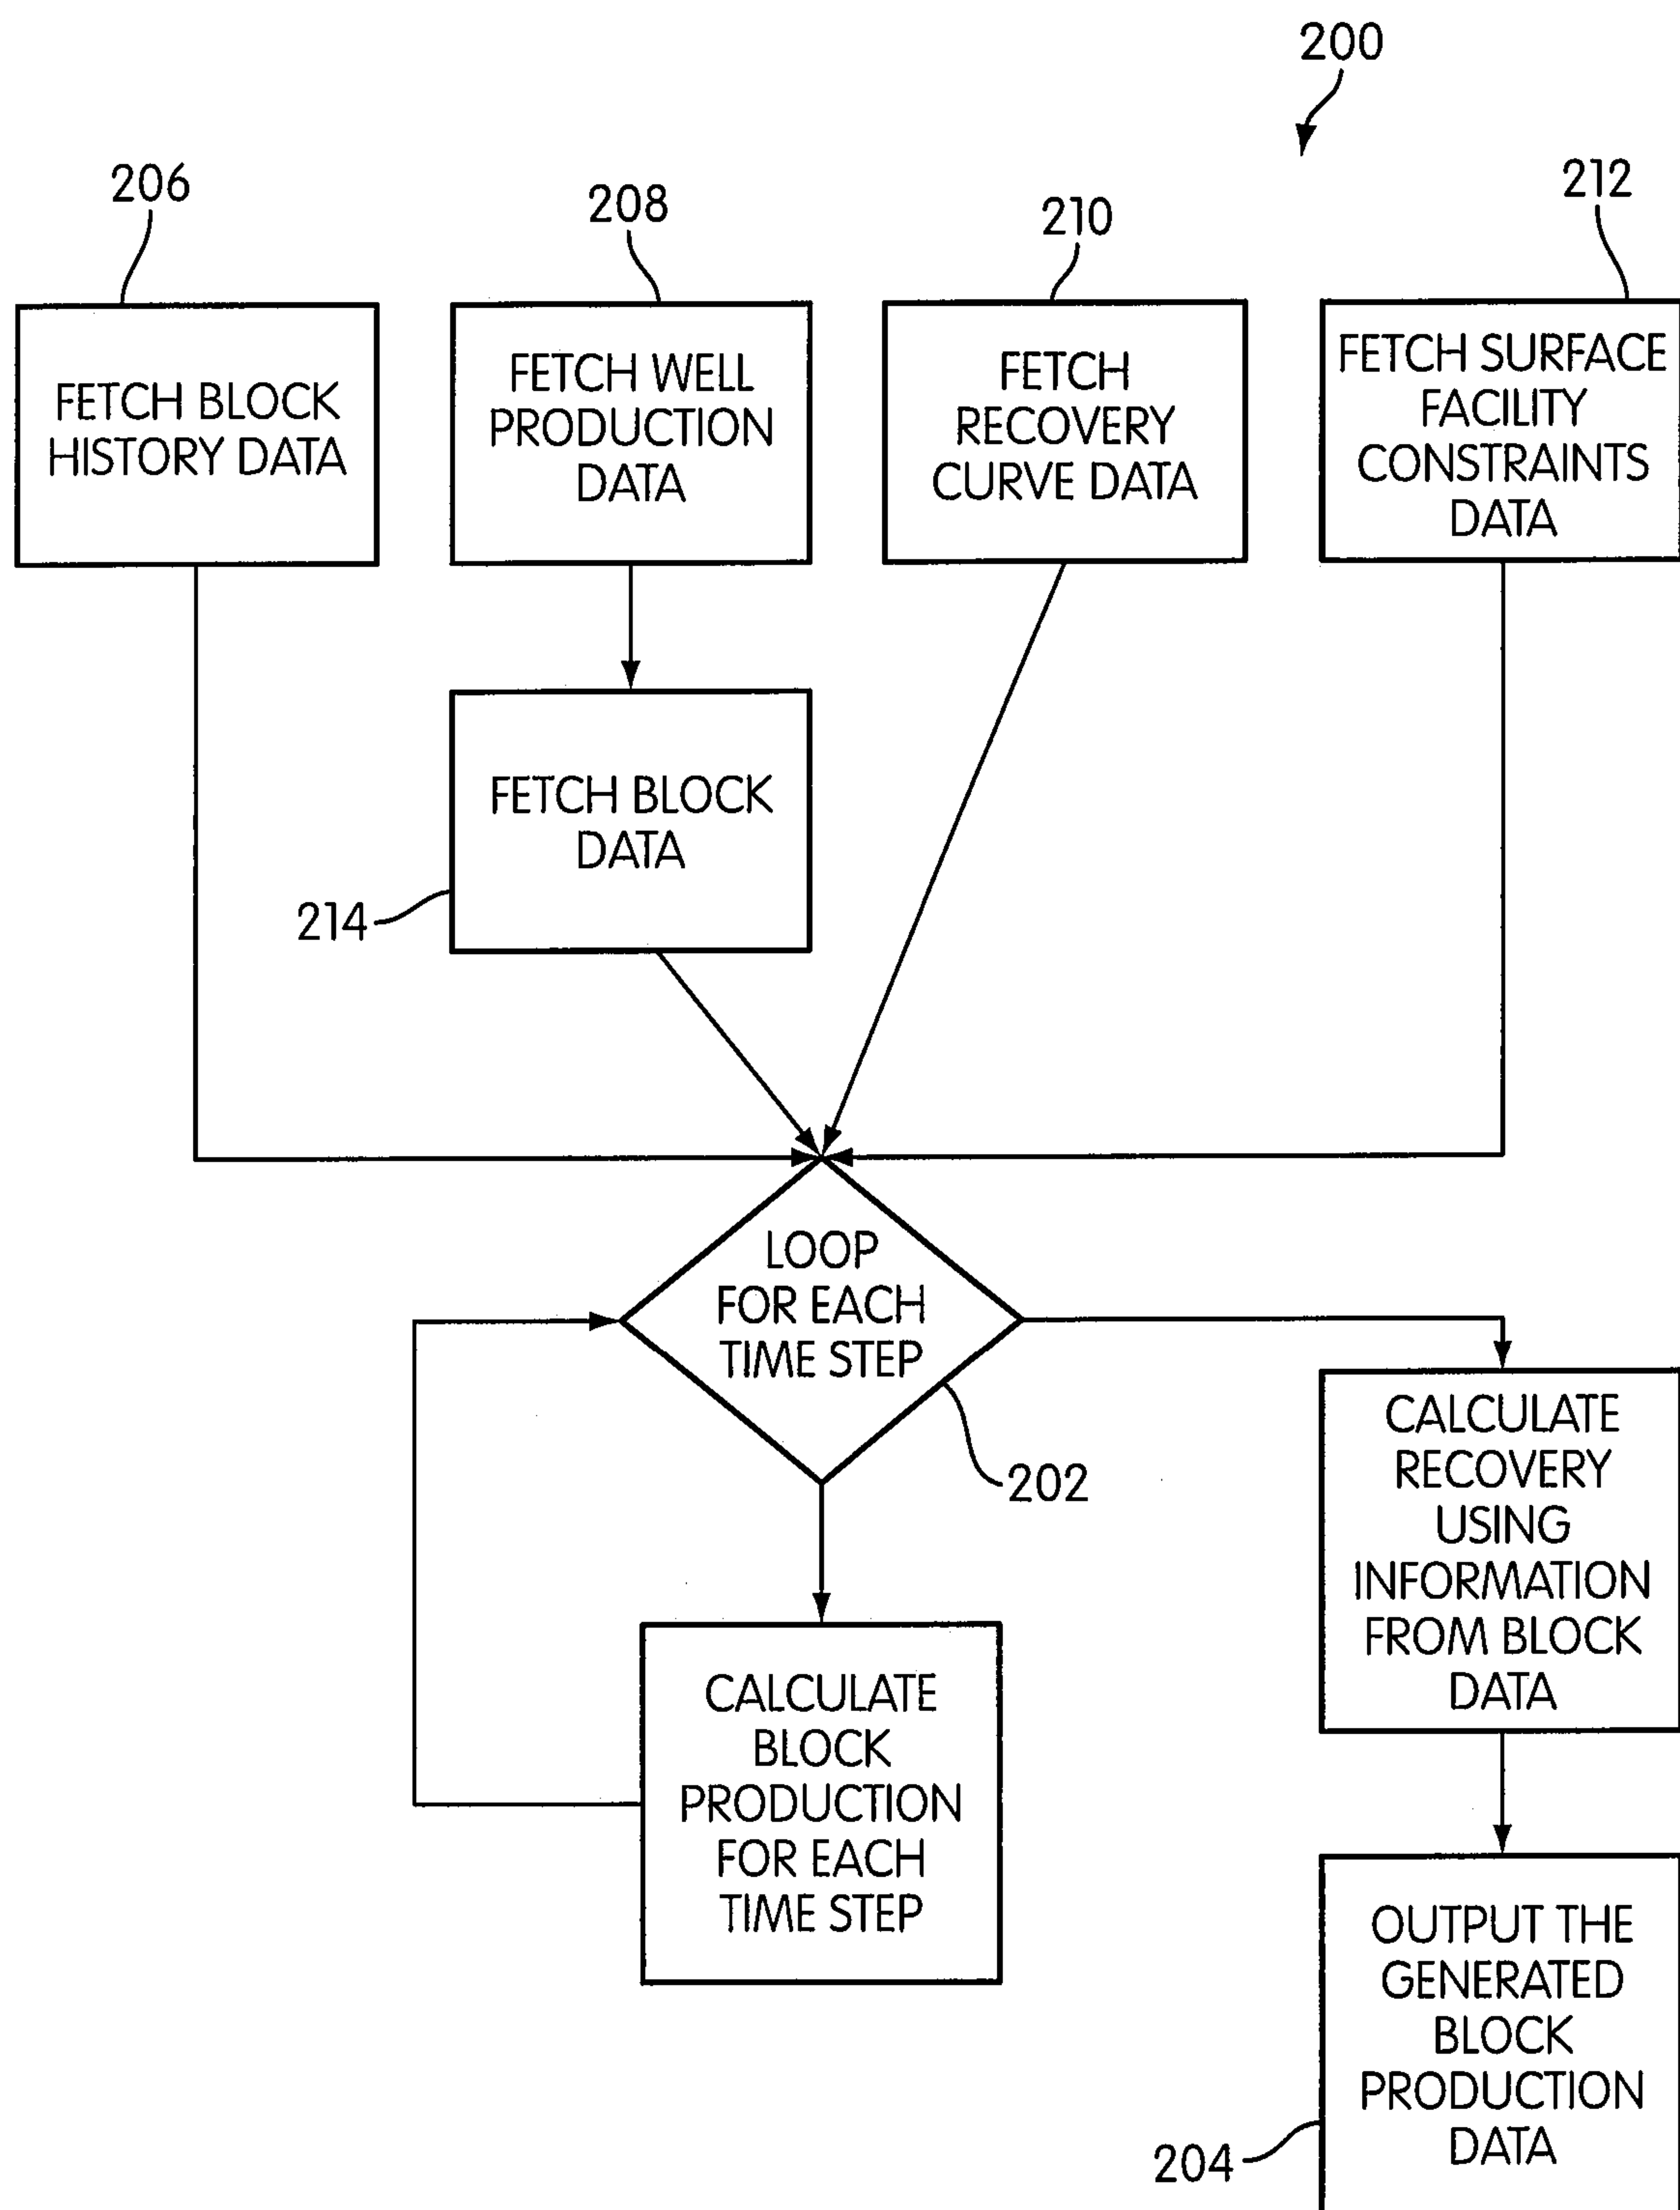 200
206
208
210
212
FETCH BLOCK
HISTORY DATA
FETCH WELL
PRODUCTION
DATA
FETCH
RECOVERY
CURVE DATA
FETCH SURFACE
FACILITY
CONSTRAINTS
DATA
FETCH BLOCK
DATA
214
LOOP
FOR EACH
TIME STEP
202
CALCULATE
BLOCK
PRODUCTION
FOR EACH
TIME STEP
CALCULATE
RECOVERY
USING
INFORMATION
FROM BLOCK
DATA
OUTPUT THE
GENERATED
BLOCK
PRODUCTION
DATA
204